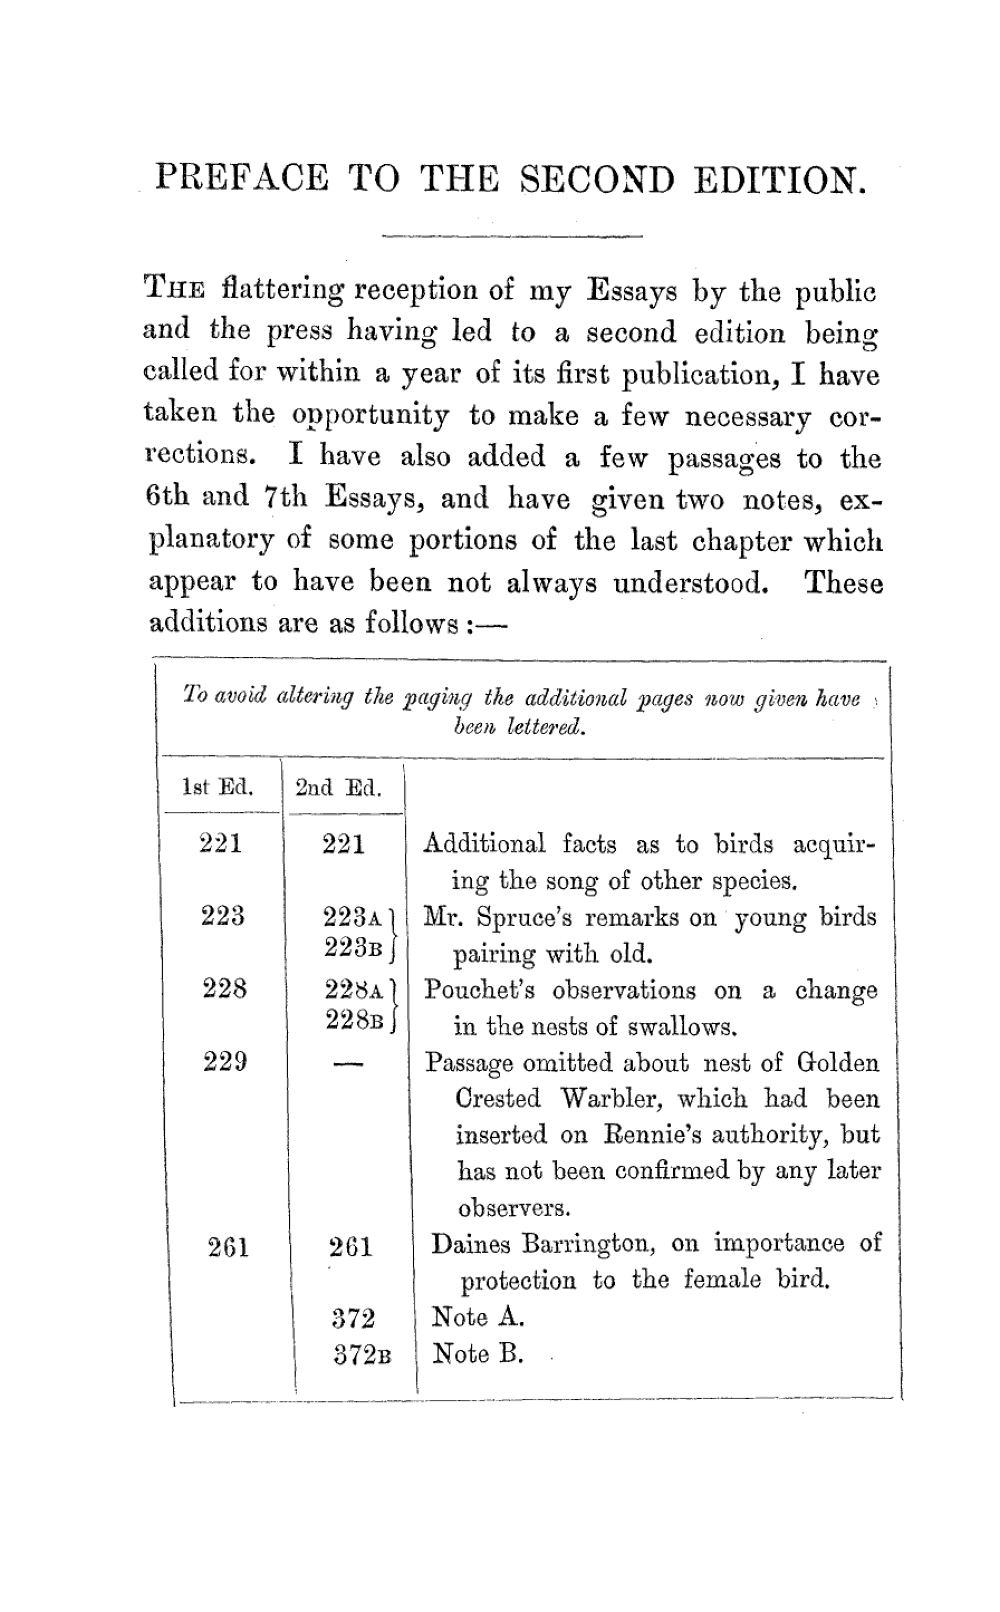 PREFACE TO THE SECOND EDITION.
THE flattering reception of my Essays by the public
and the press having led to a second edition being
called for within a year of its first publication, I have
taken the opportunity to make a few necessary cor-
rections. I have also added a few passages to the
6th and 7th Essays, and have given two notes, ex-
planatory of some portions of the last chapter which
appear to have been not always understood. These
additions are as follows :—
To avoid altering the paging the additional pages now given have
been lettered.
1st Ed. 2nd Ed.
221 221 Additional facts as to birds acquir-
ing the song of other species.
223 223A } Mr. Spruce's remarks on young birds
223B } pairing with old.
228 228A } Pouchet's observations on a change
228B } in the nests of swallows.
229 — Passage omitted about nest of Golden
Crested Warbler, which had been
inserted on Rennie's authority, but
has not been confirmed by any later
observers.
261 261 Daines Barrington, on importance of
protection to the female bird.
372 Note A.
372B Note B.